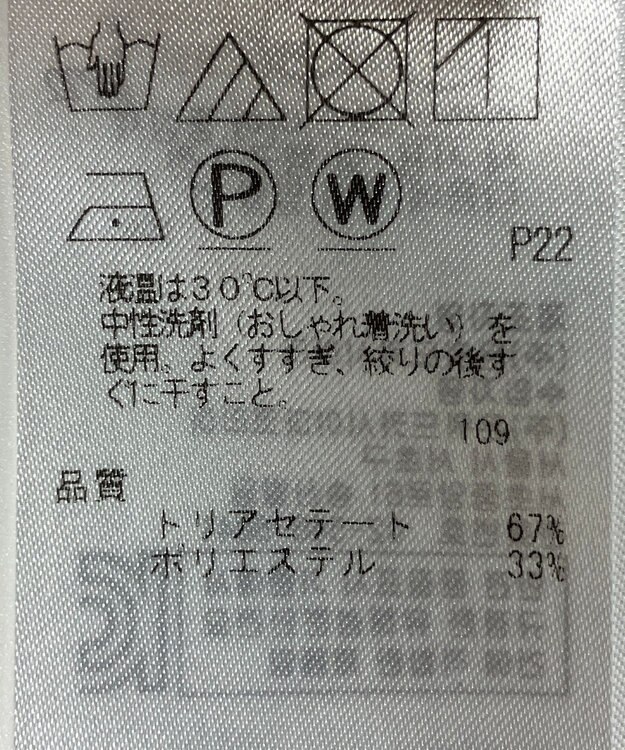 P W
P22
液温は30℃以下。
中性洗剤（おしゃれ着洗い）を
使用。よくすすぎ、絞りの後す
ぐに干すこと。
109
品質
トリアセテート 67%
ポリエステル 33%